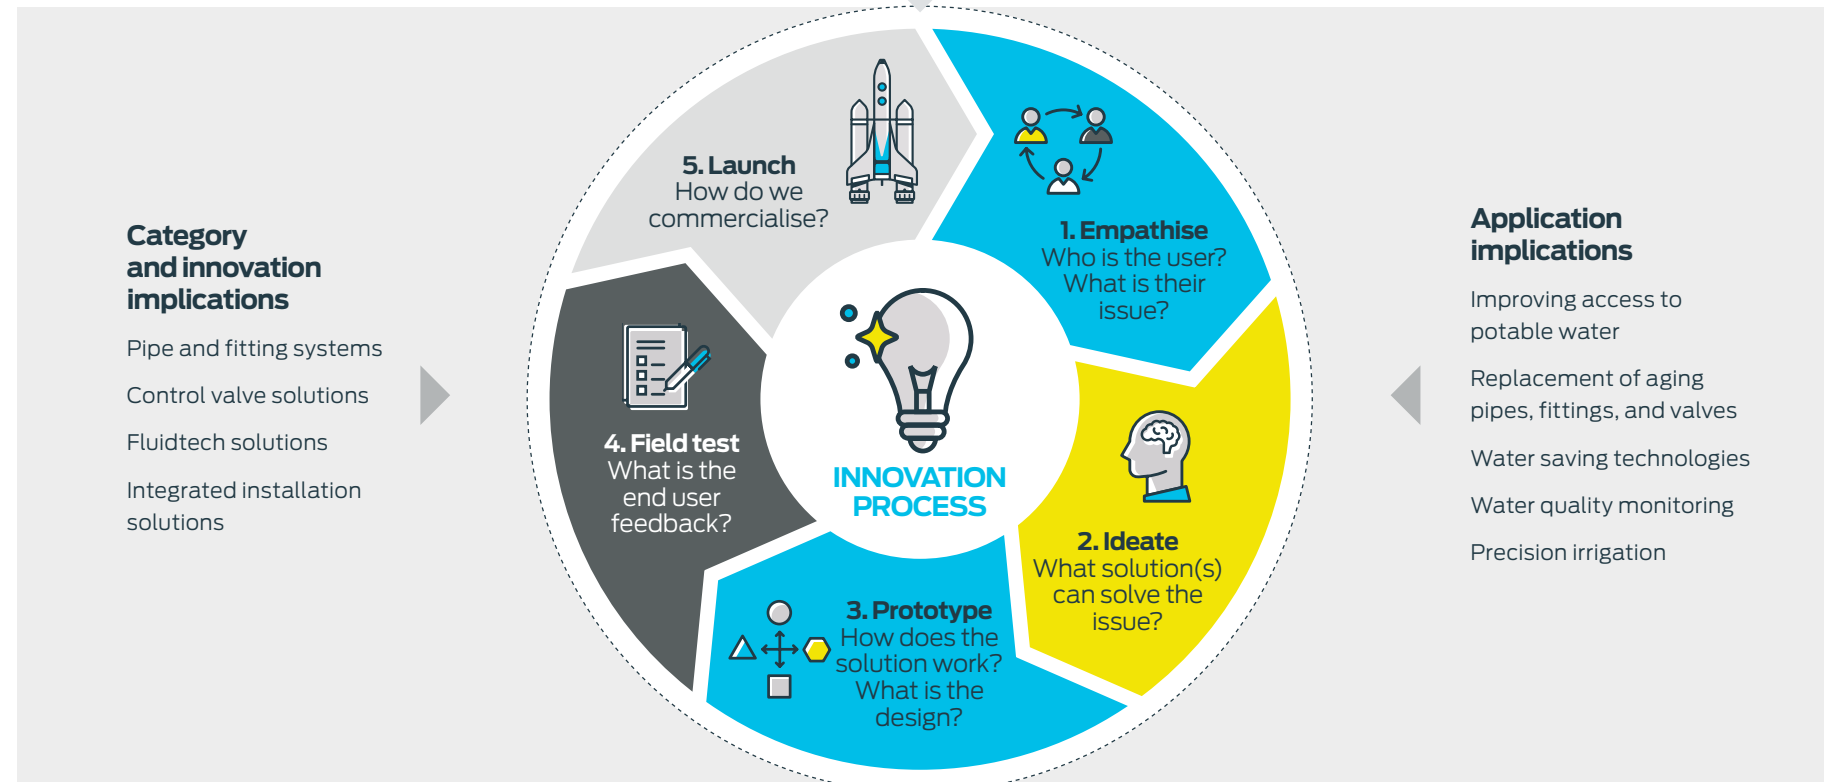 Category
and innovation
implications
Pipe and fitting systems
Control valve solutions
Fluidtech solutions
Integrated installation
solutions
5. Launch
How do we
commercialise?
1. Empathise
Who is the user?
What is their
issue?
4. Field test
What is the
end user
feedback?
INNOVATION
PROCESS
2. Ideate
What solution(s)
can solve the
issue?
3. Prototype
How does the
solution work?
What is the
design?
Application
implications
Improving access to
potable water
Replacement of aging
pipes, fittings, and valves
Water saving technologies
Water quality monitoring
Precision irrigation